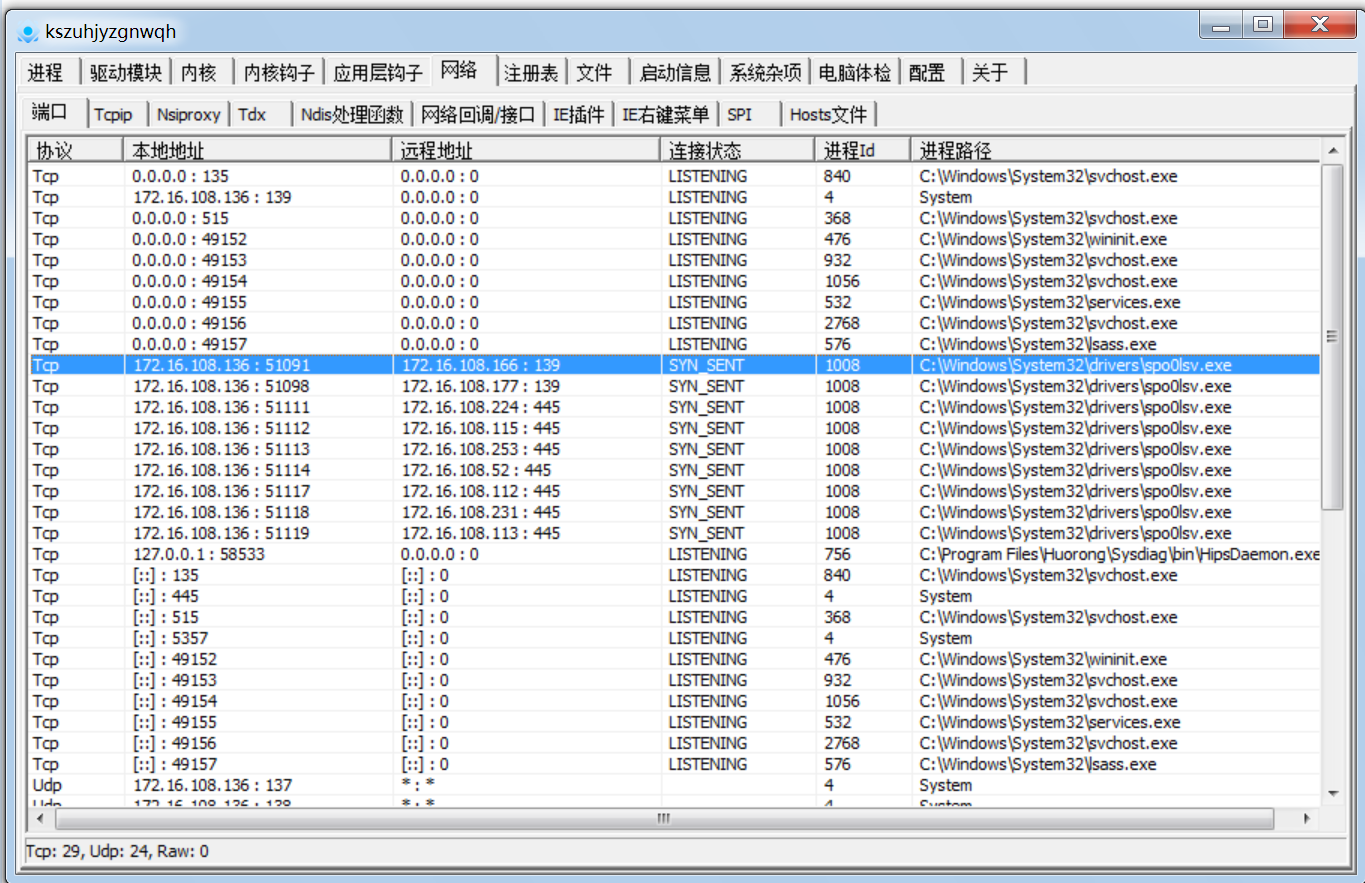 kszuhjyzgnwqh
进程 驱动模块 内核 内核钩子 应用层钩子 网络 注册表 文件 启动信息 系统杂项 电脑体检 配置 关于
端口 Tcpip Nsiproxy Tdx Ndis处理函数 网络回调/接口 IE插件 IE右键菜单 SPI Hosts文件
协议 本地地址 远程地址 连接状态 进程Id 进程路径
Tcp 0.0.0.0 : 135 0.0.0.0 : 0 LISTENING 840 C:\Windows\System32\svchost.exe
Tcp 172.16.108.136 : 139 0.0.0.0 : 0 LISTENING 4 System
Tcp 0.0.0.0 : 515 0.0.0.0 : 0 LISTENING 368 C:\Windows\System32\svchost.exe
Tcp 0.0.0.0 : 49152 0.0.0.0 : 0 LISTENING 476 C:\Windows\System32\wininit.exe
Tcp 0.0.0.0 : 49153 0.0.0.0 : 0 LISTENING 932 C:\Windows\System32\svchost.exe
Tcp 0.0.0.0 : 49154 0.0.0.0 : 0 LISTENING 1056 C:\Windows\System32\svchost.exe
Tcp 0.0.0.0 : 49155 0.0.0.0 : 0 LISTENING 532 C:\Windows\System32\services.exe
Tcp 0.0.0.0 : 49156 0.0.0.0 : 0 LISTENING 2768 C:\Windows\System32\svchost.exe
Tcp 0.0.0.0 : 49157 0.0.0.0 : 0 LISTENING 576 C:\Windows\System32\lsass.exe
Tcp 172.16.108.136 : 51091 172.16.108.166 : 139 SYN_SENT 1008 C:\Windows\System32\drivers\spo0lsv.exe
Tcp 172.16.108.136 : 51098 172.16.108.177 : 139 SYN_SENT 1008 C:\Windows\System32\drivers\spo0lsv.exe
Tcp 172.16.108.136 : 51111 172.16.108.224 : 445 SYN_SENT 1008 C:\Windows\System32\drivers\spo0lsv.exe
Tcp 172.16.108.136 : 51112 172.16.108.115 : 445 SYN_SENT 1008 C:\Windows\System32\drivers\spo0lsv.exe
Tcp 172.16.108.136 : 51113 172.16.108.253 : 445 SYN_SENT 1008 C:\Windows\System32\drivers\spo0lsv.exe
Tcp 172.16.108.136 : 51114 172.16.108.52 : 445 SYN_SENT 1008 C:\Windows\System32\drivers\spo0lsv.exe
Tcp 172.16.108.136 : 51117 172.16.108.112 : 445 SYN_SENT 1008 C:\Windows\System32\drivers\spo0lsv.exe
Tcp 172.16.108.136 : 51118 172.16.108.231 : 445 SYN_SENT 1008 C:\Windows\System32\drivers\spo0lsv.exe
Tcp 172.16.108.136 : 51119 172.16.108.113 : 445 SYN_SENT 1008 C:\Windows\System32\drivers\spo0lsv.exe
Tcp 127.0.0.1 : 58533 0.0.0.0 : 0 LISTENING 756 C:\Program Files\Huorong\Sysdiag\bin\HipsDaemon.exe
Tcp [::] : 135 [::] : 0 LISTENING 840 C:\Windows\System32\svchost.exe
Tcp [::] : 445 [::] : 0 LISTENING 4 System
Tcp [::] : 515 [::] : 0 LISTENING 368 C:\Windows\System32\svchost.exe
Tcp [::] : 5357 [::] : 0 LISTENING 4 System
Tcp [::] : 49152 [::] : 0 LISTENING 476 C:\Windows\System32\wininit.exe
Tcp [::] : 49153 [::] : 0 LISTENING 932 C:\Windows\System32\svchost.exe
Tcp [::] : 49154 [::] : 0 LISTENING 1056 C:\Windows\System32\svchost.exe
Tcp [::] : 49155 [::] : 0 LISTENING 532 C:\Windows\System32\services.exe
Tcp [::] : 49156 [::] : 0 LISTENING 2768 C:\Windows\System32\svchost.exe
Tcp [::] : 49157 [::] : 0 LISTENING 576 C:\Windows\System32\lsass.exe
Udp 172.16.108.136 : 137 * : * 4 System
Udp 172.16.108.136 : 138 * : * 4 System
Tcp: 29, Udp: 24, Raw: 0